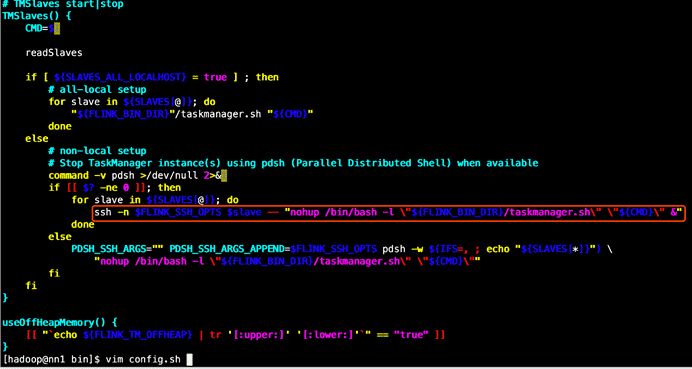 # TMSlaves start|stop
TMSlaves() {
CMD=$1
readSlaves
if [ ${SLAVES_ALL_LOCALHOST} = true ] ; then
# all-local setup
for slave in ${SLAVES[@]}; do
"${FLINK_BIN_DIR}"/taskmanager.sh "${CMD}"
done
else
# non-local setup
# Stop TaskManager instance(s) using pdsh (Parallel Distributed Shell) when available
command -v pdsh >/dev/null 2>&1
if [[ $? -ne 0 ]]; then
for slave in ${SLAVES[@]}; do
ssh -n $FLINK_SSH_OPTS $slave -- "nohup /bin/bash -l \"${FLINK_BIN_DIR}/taskmanager.sh\" \"${CMD}\" &"
done
else
PDSH_SSH_ARGS="" PDSH_SSH_ARGS_APPEND=$FLINK_SSH_OPTS pdsh -w $(IFS=, ; echo "${SLAVES[*]}") \
"nohup /bin/bash -l \"${FLINK_BIN_DIR}/taskmanager.sh\" \"${CMD}\""
fi
fi
}
useOffHeapMemory() {
[[ "`echo ${FLINK_TM_OFFHEAP} | tr '[:upper:]' '[:lower:]'`" == "true" ]]
}
[hadoop@nn1 bin]$ vim config.sh